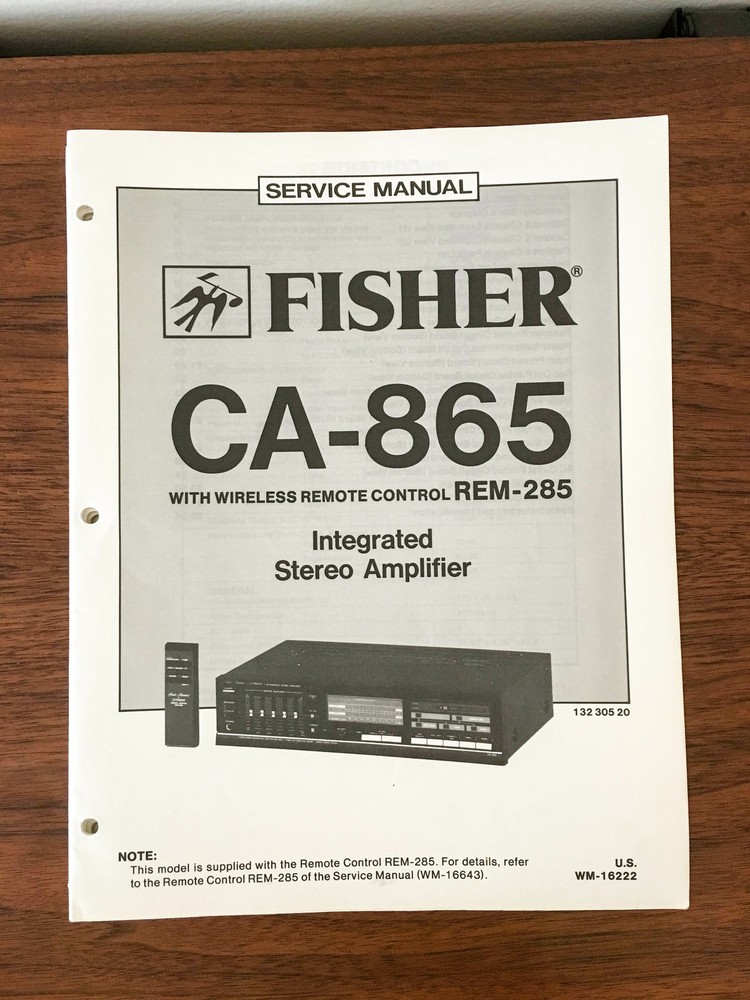 SERVICE MANUAL
FISHER®
CA-865
WITH WIRELESS REMOTE CONTROL REM-285
Integrated
Stereo Amplifier
132 305 20
NOTE:
This model is supplied with the Remote Control REM-285. For details, refer
to the Remote Control REM-285 of the Service Manual (WM-16643).
U.S.
WM-16222